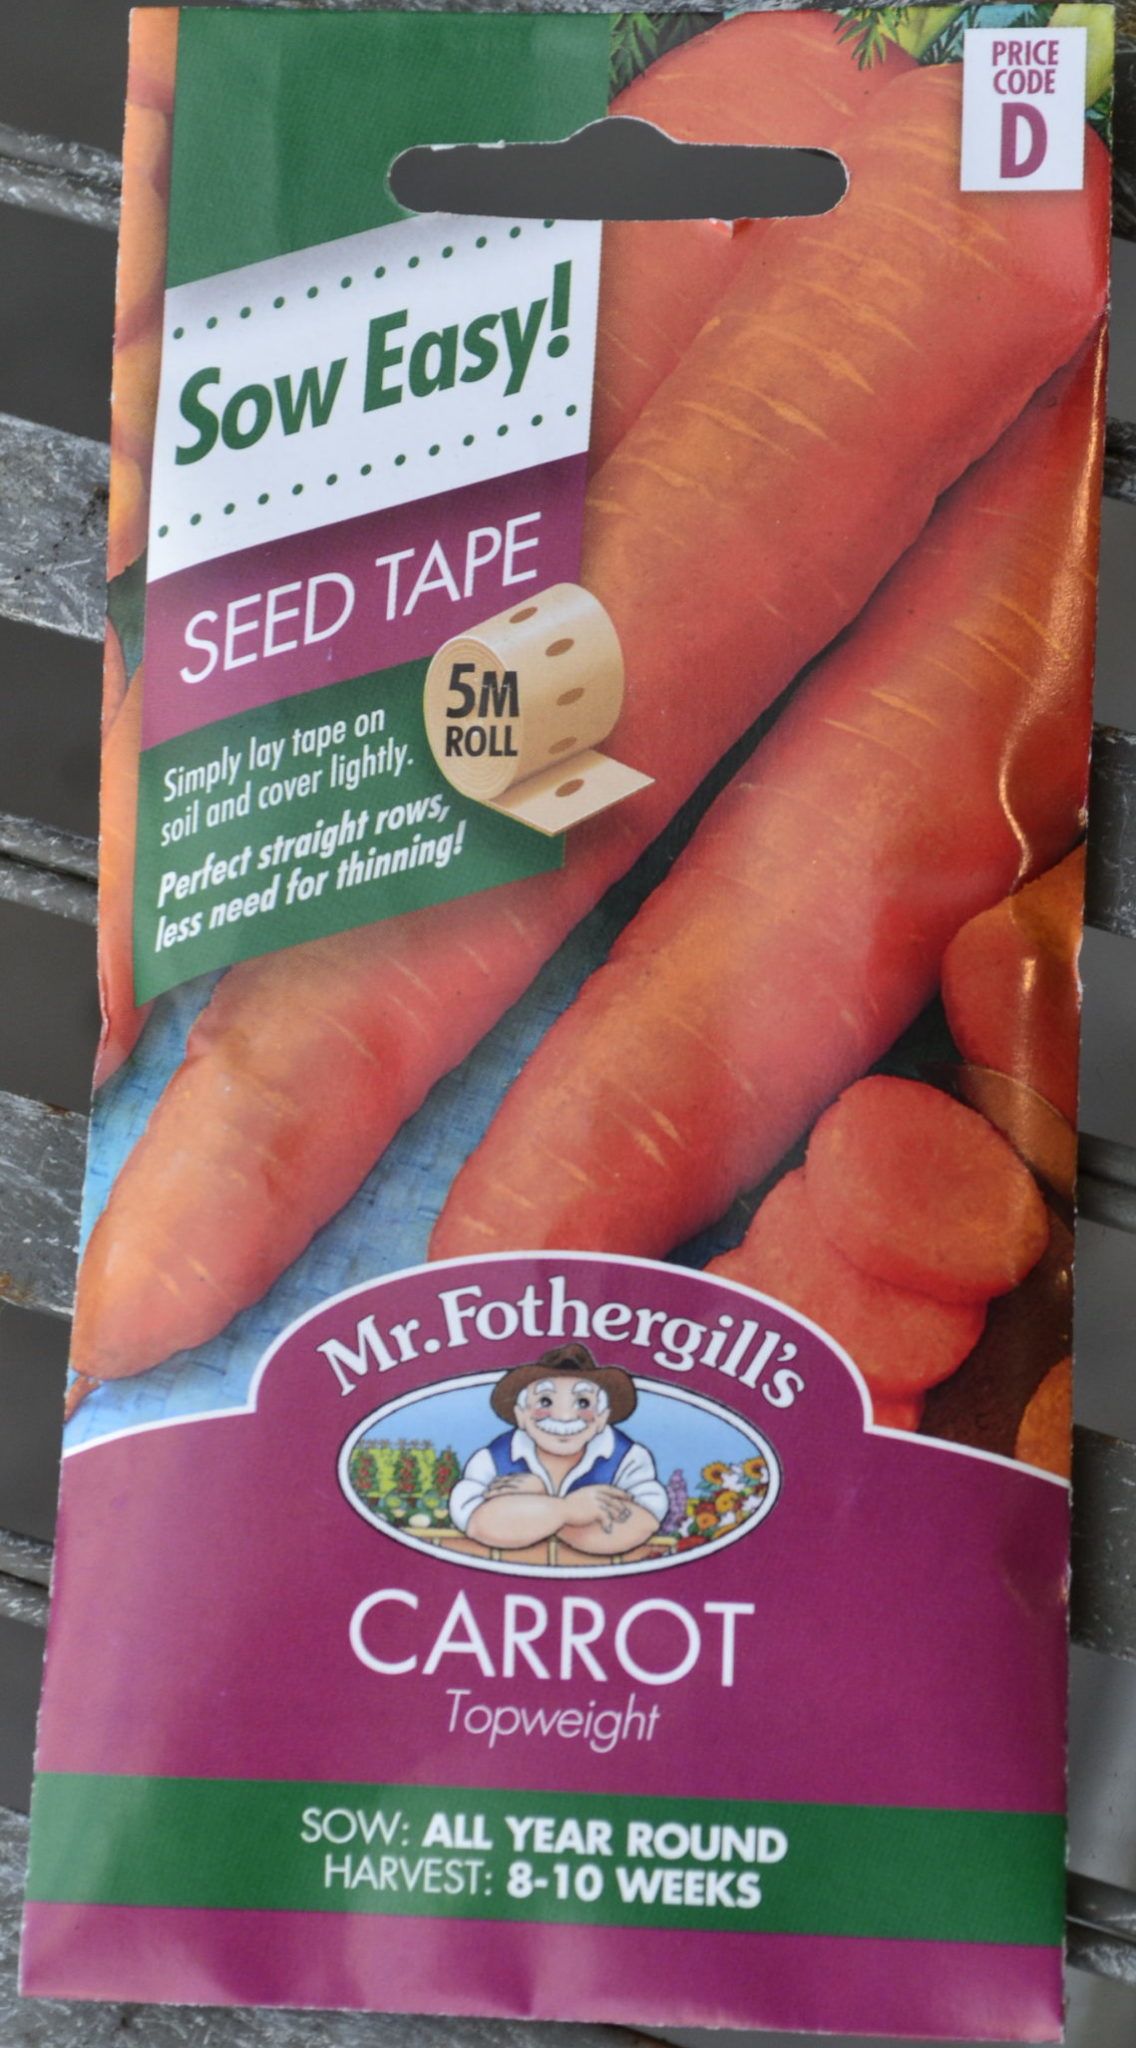 PRICE
CODE
D
Sow Easy!
SEED TAPE
5M
ROLL
Simply lay tape on
soil and cover lightly.
Perfect straight rows,
less need for thinning!
Mr. Fothergill's
CARROT
Topweight
SOW: ALL YEAR ROUND
HARVEST: 8-10 WEEKS